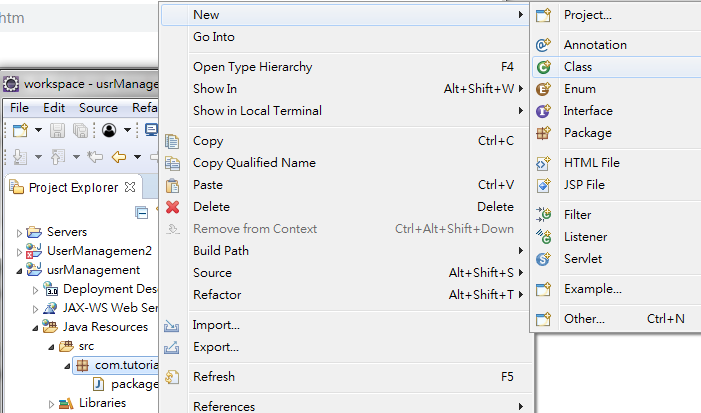 htm
workspace - usrManage
File Edit Source Refa
Project Explorer
Servers
UserManagemen2
usrManagement
3.0 Deployment Des
JAX-WS Web Ser
Java Resources
src
com.tutoria
package
Libraries
New
Go Into
Open Type Hierarchy F4
Show In Alt+Shift+W
Show in Local Terminal
Copy Ctrl+C
Copy Qualified Name
Paste Ctrl+V
Delete Delete
Remove from Context Ctrl+Alt+Shift+Down
Build Path
Source Alt+Shift+S
Refactor Alt+Shift+T
Import...
Export...
Refresh F5
References
Project...
Annotation
Class
Enum
Interface
Package
HTML File
JSP File
Filter
Listener
Servlet
Example...
Other... Ctrl+N